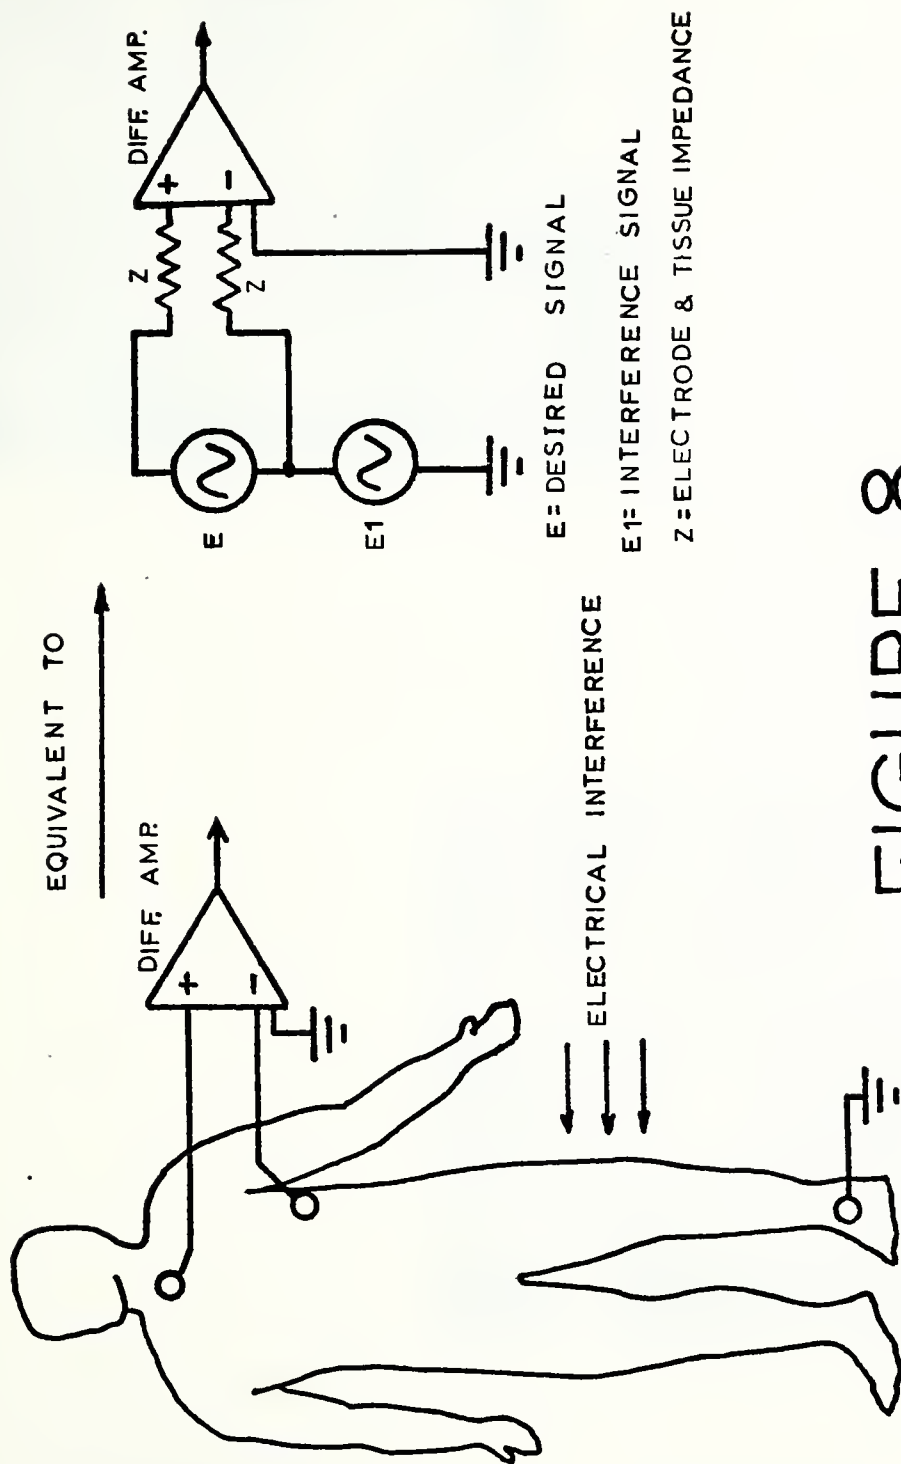 EQUIVALENT TO
DIFF. AMP.
+
−
ELECTRICAL INTERFERENCE
DIFF. AMP.
+
−
Z
Z
E
E1
E = DESIRED SIGNAL
E1 = INTERFERENCE SIGNAL
Z = ELECTRODE & TISSUE IMPEDANCE
FIGURE 8